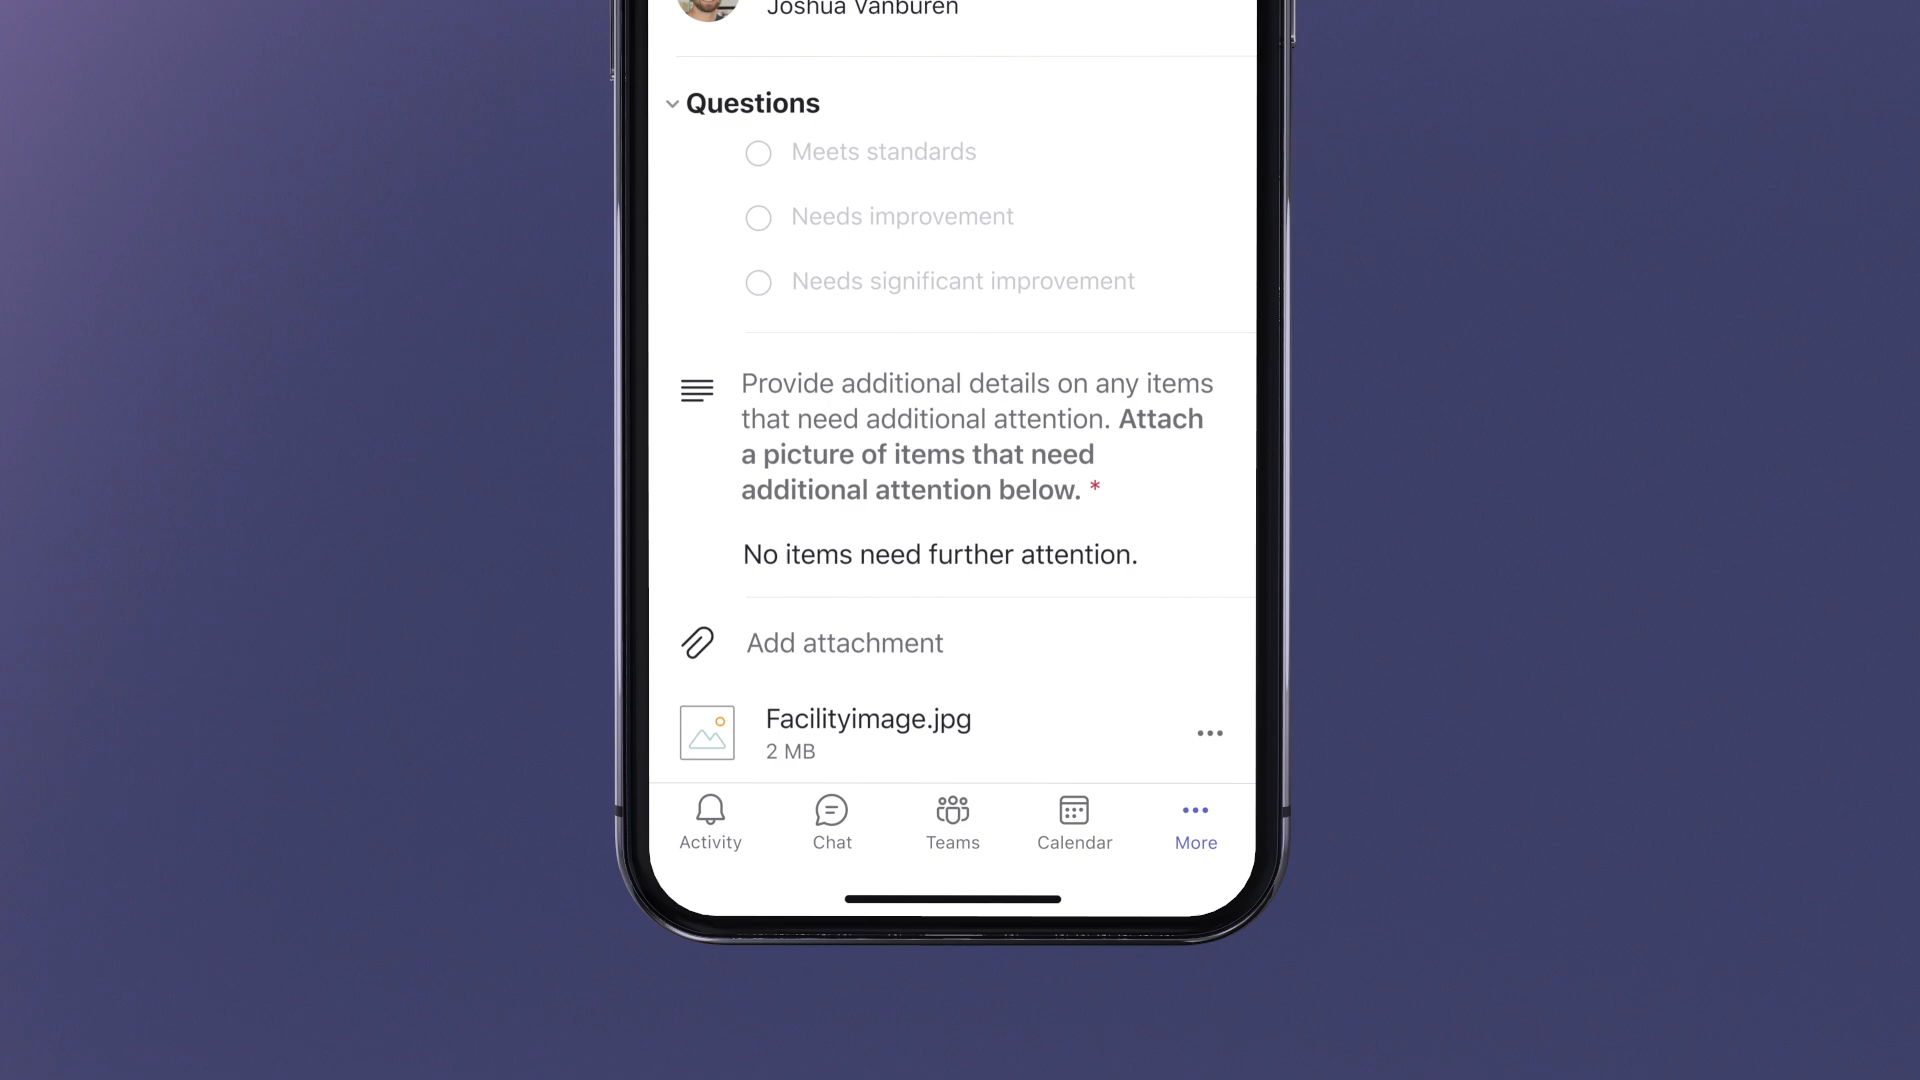 Joshua Vanburen
Questions
Meets standards
Needs improvement
Needs significant improvement
Provide additional details on any items
that need additional attention. Attach
a picture of items that need
additional attention below. *
No items need further attention.
Add attachment
Facilityimage.jpg
2 MB
Activity
Chat
Teams
Calendar
More